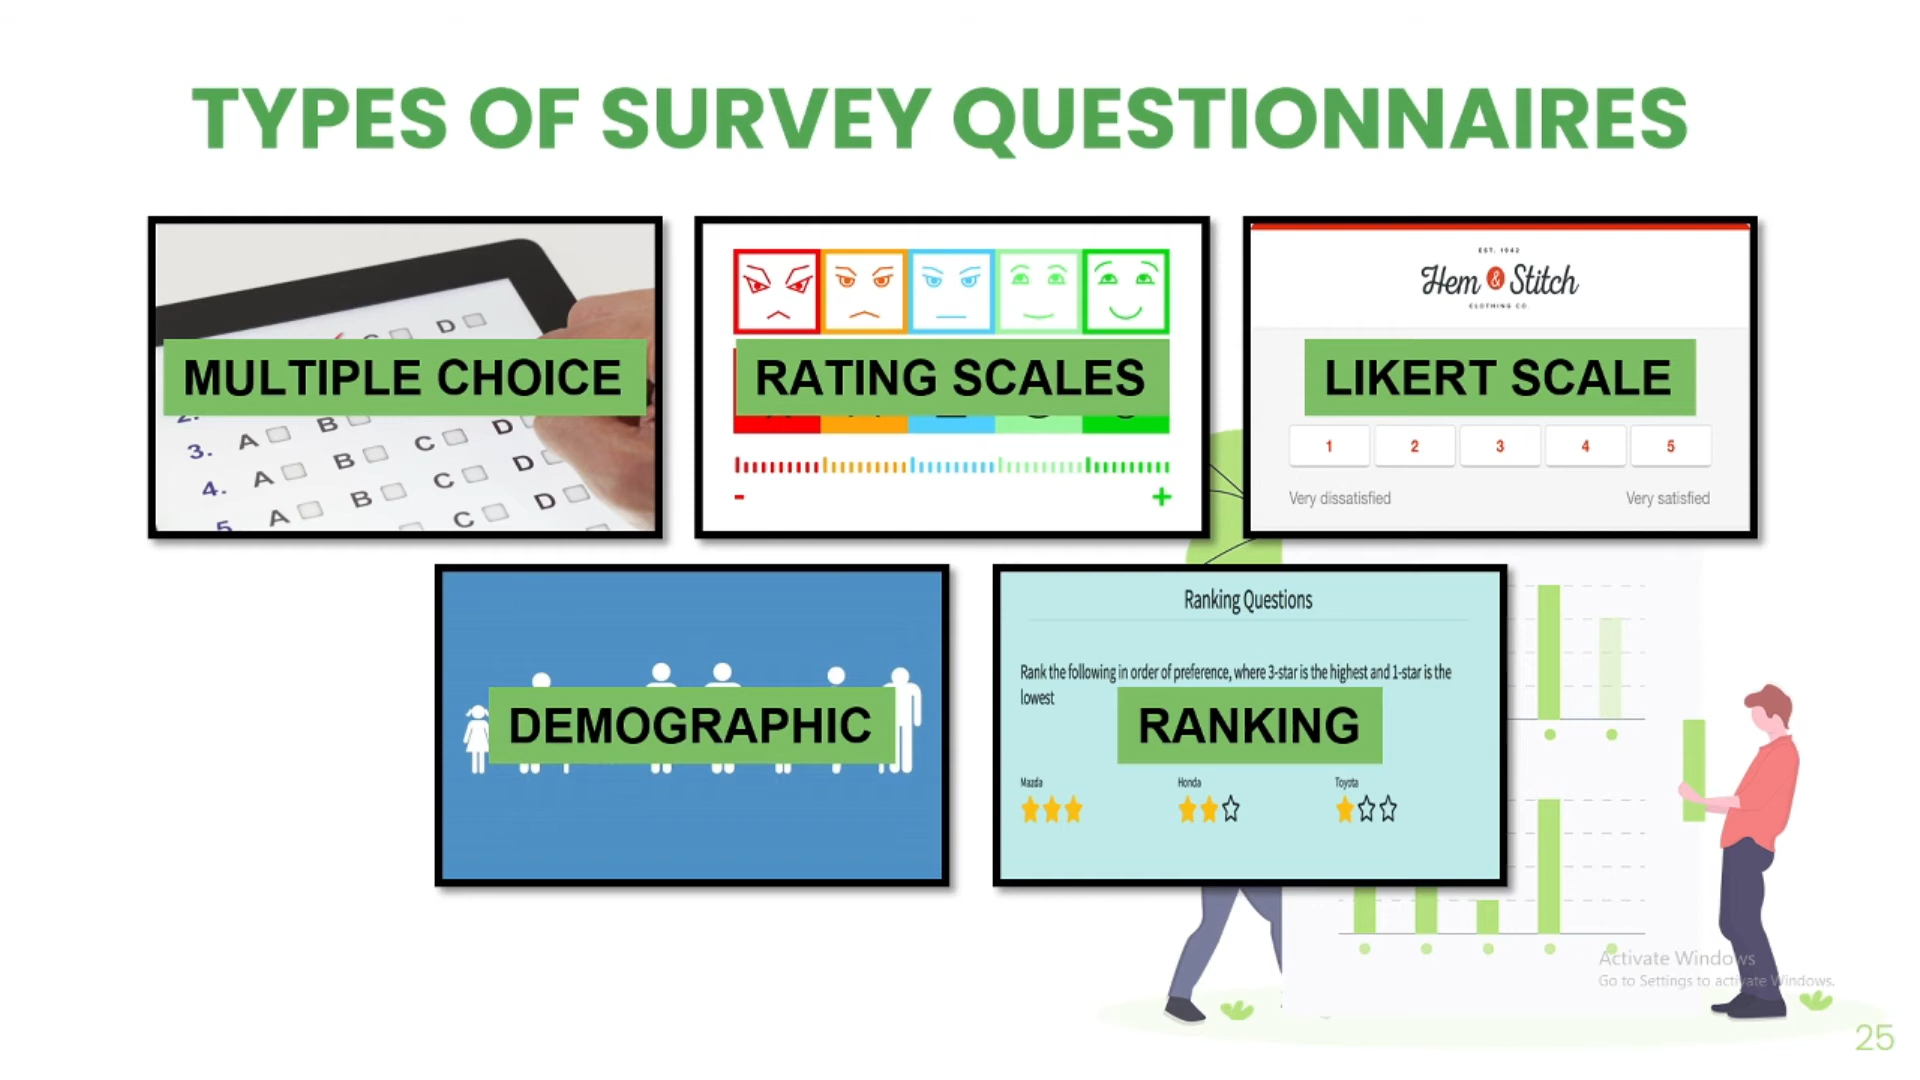 TYPES OF SURVEY QUESTIONNAIRES
C D
MULTIPLE CHOICE
2.
3. A B C D
4. A B C D
5. A B C D
RATING SCALES
- +
EST. 1942
Hem & Stitch
CLOTHING CO.
LIKERT SCALE
1 2 3 4 5
Very dissatisfied Very satisfied
DEMOGRAPHIC
Ranking Questions
Rank the following in order of preference, where 3-star is the highest and 1-star is the
lowest
RANKING
Mazda Honda Toyota
Activate Windows
Go to Settings to activate Windows.
25